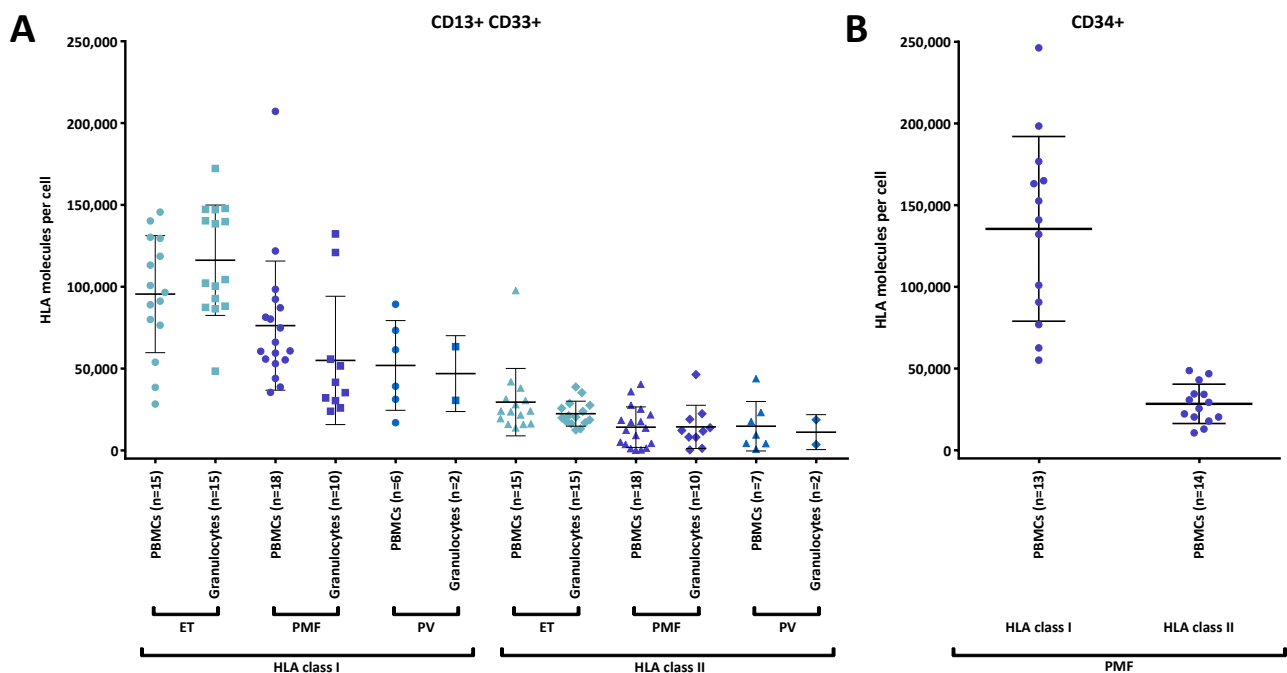 A
CD13+ CD33+
HLA molecules per cell
250,000
200,000
150,000
100,000
50,000
0
PBMCs (n=15)
Granulocytes (n=15)
PBMCs (n=18)
Granulocytes (n=10)
PBMCs (n=6)
Granulocytes (n=2)
PBMCs (n=15)
Granulocytes (n=15)
PBMCs (n=18)
Granulocytes (n=10)
PBMCs (n=7)
Granulocytes (n=2)
ET
PMF
PV
ET
PMF
PV
HLA class I
HLA class II
B
CD34+
HLA molecules per cell
250,000
200,000
150,000
100,000
50,000
0
PBMCs (n=13)
PBMCs (n=14)
HLA class I
HLA class II
PMF